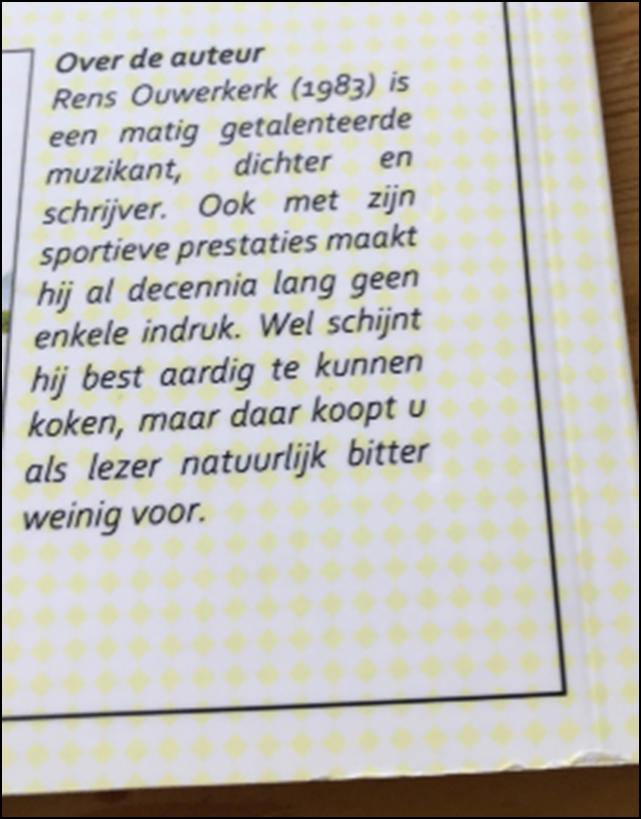 Over de auteur
Rens Ouwerkerk (1983) is
een matig getalenteerde
muzikant, dichter en
schrijver. Ook met zijn
sportieve prestaties maakt
hij al decennia lang geen
enkele indruk. Wel schijnt
hij best aardig te kunnen
koken, maar daar koopt u
als lezer natuurlijk bitter
weinig voor.